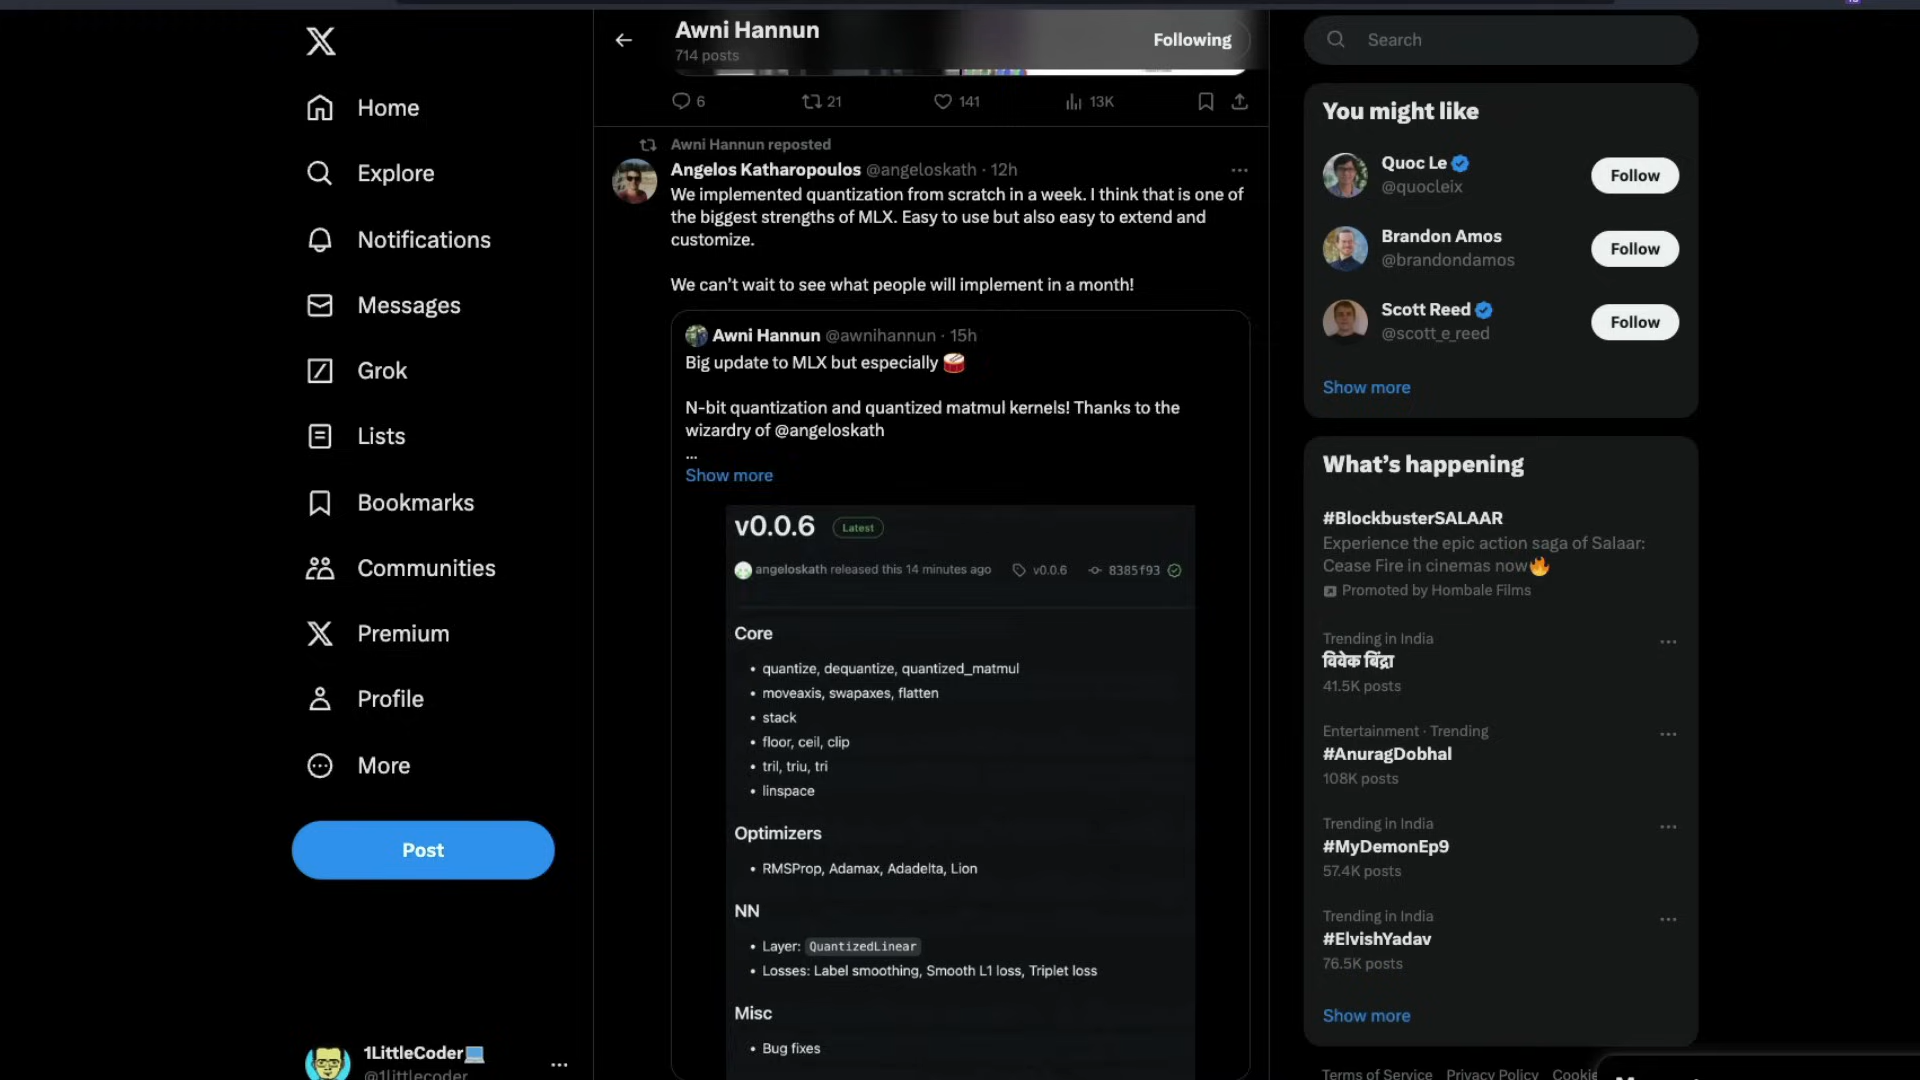 Home
Explore
Notifications
Messages
Grok
Lists
Bookmarks
Communities
Premium
Profile
More
Post
1LittleCoder💻
@1littlecoder
Awni Hannun
714 posts
Following
6
21
141
13K
Awni Hannun reposted
Angelos Katharopoulos @angeloskath · 12h
We implemented quantization from scratch in a week. I think that is one of
the biggest strengths of MLX. Easy to use but also easy to extend and
customize.
We can't wait to see what people will implement in a month!
Awni Hannun @awnihannun · 15h
Big update to MLX but especially 🥁
N-bit quantization and quantized matmul kernels! Thanks to the
wizardry of @angeloskath
...
Show more
v0.0.6 Latest
angeloskath released this 14 minutes ago v0.0.6 8385f93
Core
• quantize, dequantize, quantized_matmul
• moveaxis, swapaxes, flatten
• stack
• floor, ceil, clip
• tril, triu, tri
• linspace
Optimizers
• RMSProp, Adamax, Adadelta, Lion
NN
• Layer: QuantizedLinear
• Losses: Label smoothing, Smooth L1 loss, Triplet loss
Misc
• Bug fixes
Search
You might like
Quoc Le
@quocleix
Follow
Brandon Amos
@brandondamos
Follow
Scott Reed
@scott_e_reed
Follow
Show more
What's happening
#BlockbusterSALAAR
Experience the epic action saga of Salaar:
Cease Fire in cinemas now🔥
Promoted by Hombale Films
Trending in India
विवेक बिंद्रा
41.5K posts
Entertainment · Trending
#AnuragDobhal
108K posts
Trending in India
#MyDemonEp9
57.4K posts
Trending in India
#ElvishYadav
76.5K posts
Show more
Terms of Service Privacy Policy